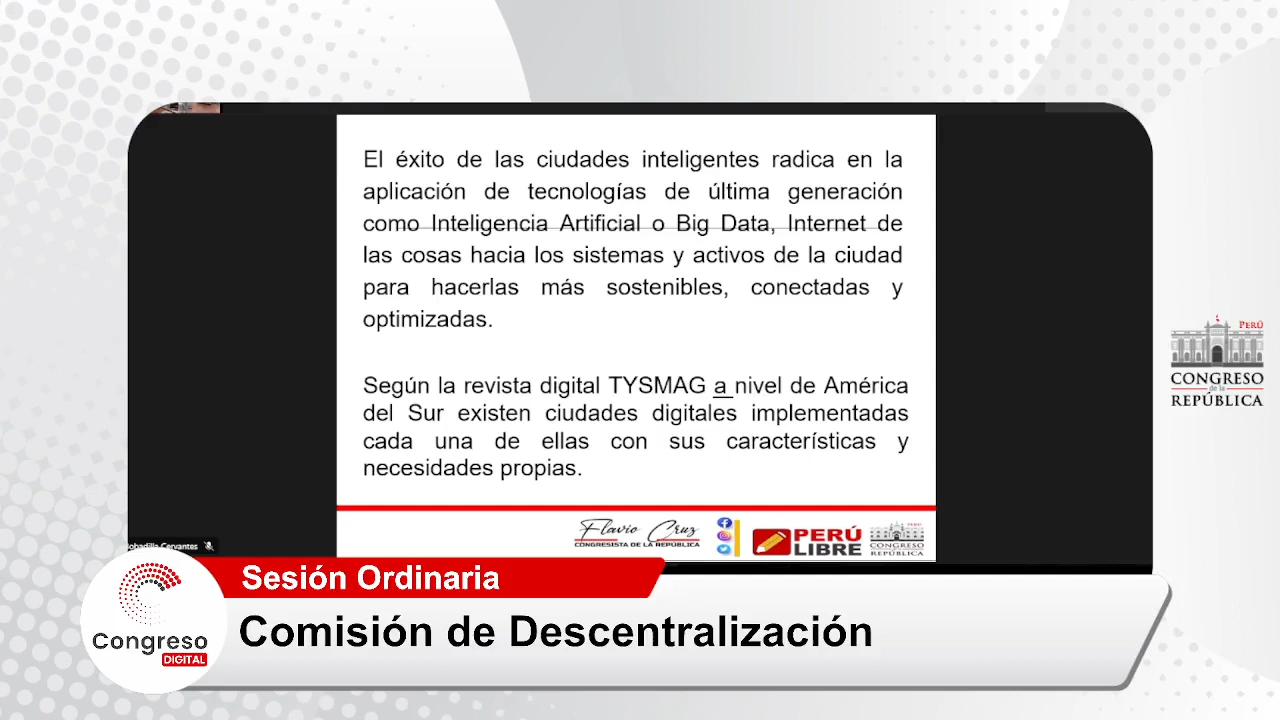 El éxito de las ciudades inteligentes radica en la
aplicación de tecnologías de última generación
como Inteligencia Artificial o Big Data, Internet de
las cosas hacia los sistemas y activos de la ciudad
para hacerlas más sostenibles, conectadas y
optimizadas.
Según la revista digital TYSMAG a nivel de América
del Sur existen ciudades digitales implementadas
cada una de ellas con sus características y
necesidades propias.
Flavio Cruz
CONGRESISTA DE LA REPÚBLICA
PERÚ
LIBRE
PERÚ
CONGRESO
REPÚBLICA
Bobadilla Cervantes
PERÚ
CONGRESO
de la
REPÚBLICA
Congreso
DIGITAL
Sesión Ordinaria
Comisión de Descentralización